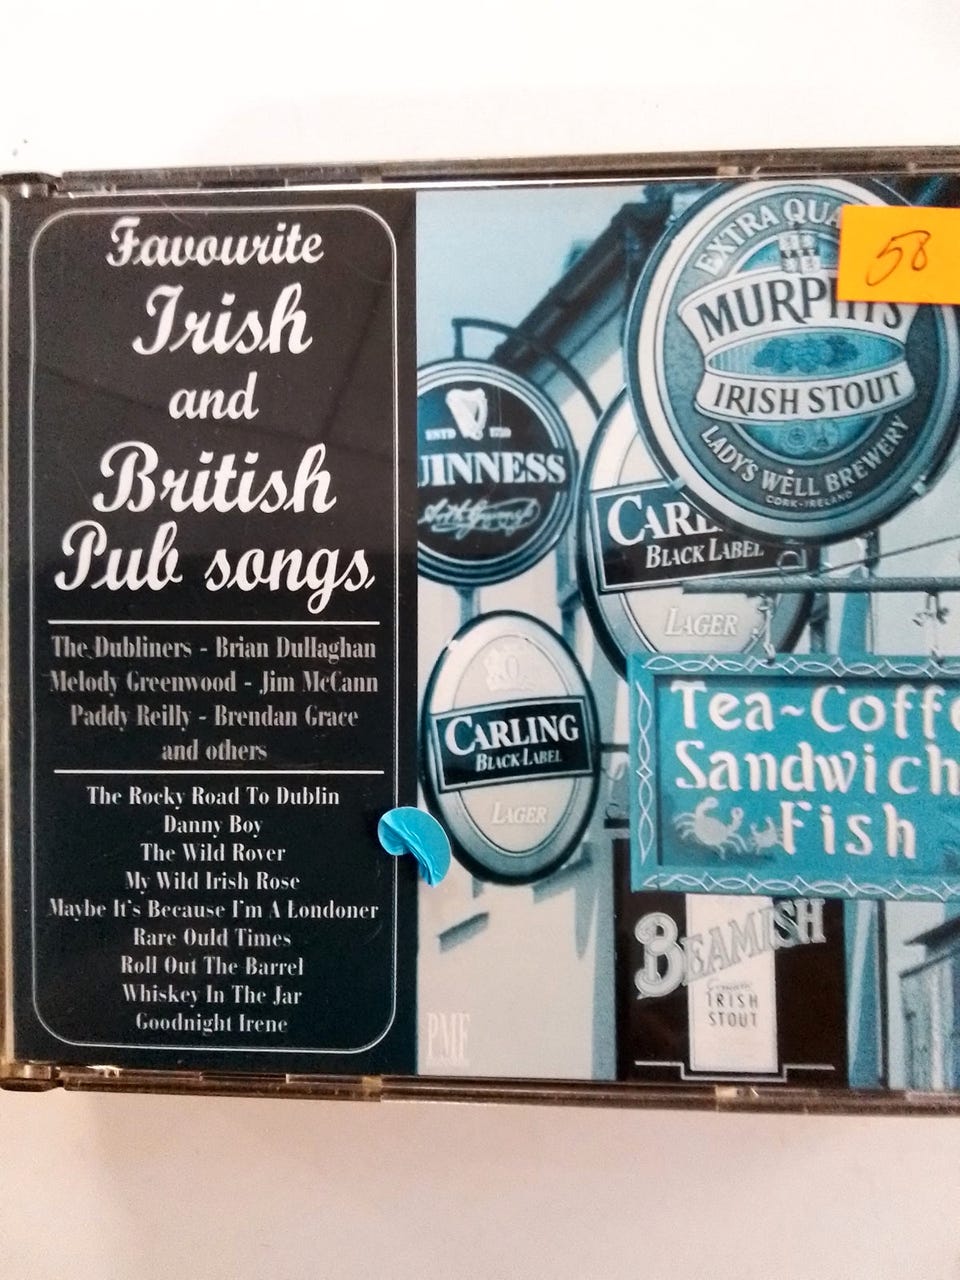 Favourite
Irish
and
British
Pub songs
The Dubliners - Brian Dullaghan
Melody Greenwood - Jim McCann
Paddy Reilly - Brendan Grace
and others
The Rocky Road To Dublin
Danny Boy
The Wild Rover
My Wild Irish Rose
Maybe It's Because I'm A Londoner
Rare Ould Times
Roll Out The Barrel
Whiskey In The Jar
Goodnight Irene
PMF
ESTD 1759
UINNESS
CARLING
BLACK LABEL
LAGER
CARL
BLACK LABEL
LAGER
EXTRA QUA
MURPHYS
IRISH STOUT
LADY'S WELL BREWERY
CORK-IRELAND
58
Tea~Coffe
Sandwich
Fish
BEAMISH
IRISH
STOUT